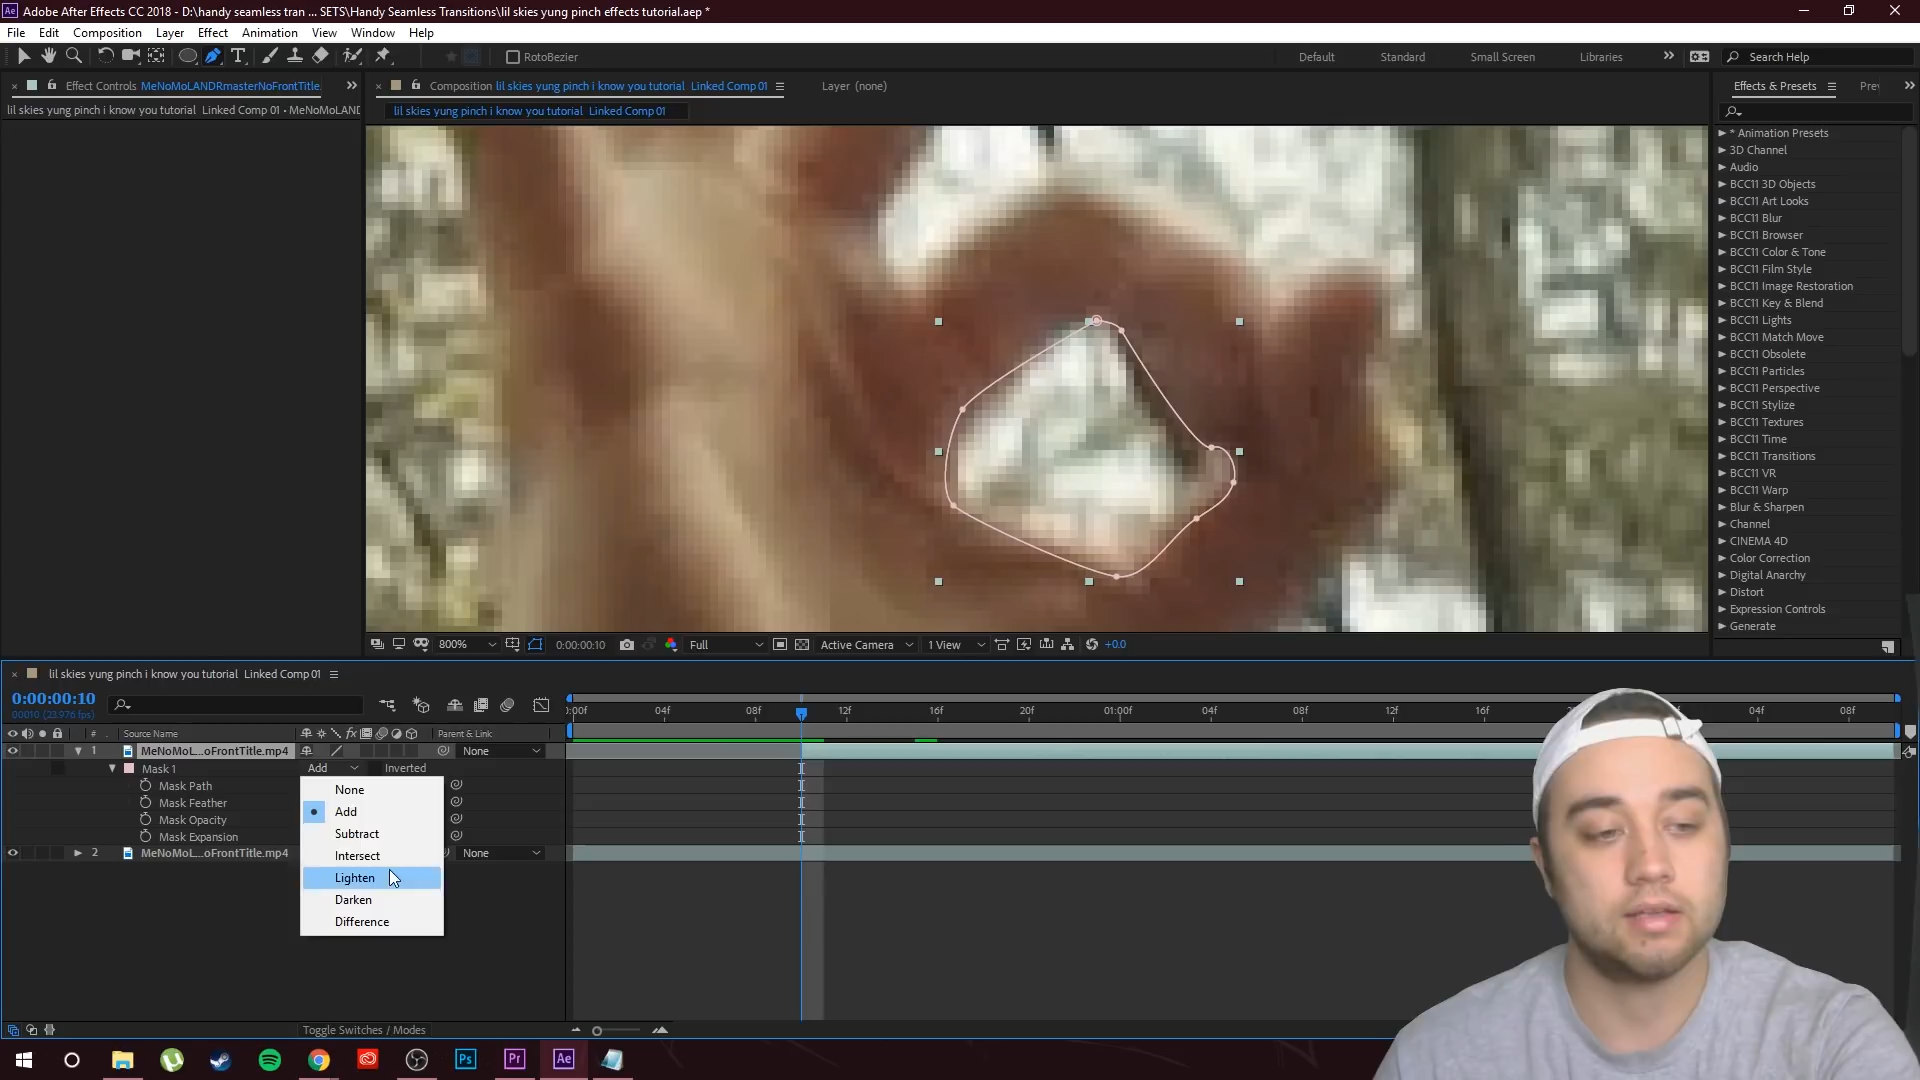 Adobe After Effects CC 2018 - D:\handy seamless tran ... SETS\Handy Seamless Transitions\lil skies yung pinch effects tutorial.aep *
File Edit Composition Layer Effect Animation View Window Help
RotoBezier Default Standard Small Screen Libraries Search Help
Effect Controls MeNoMoLANDRmasterNoFrontTitle. Composition lil skies yung pinch i know you tutorial Linked Comp 01 Layer (none) Effects & Presets
lil skies yung pinch i know you tutorial Linked Comp 01 • MeNoMoLAND lil skies yung pinch i know you tutorial Linked Comp 01
* Animation Presets
3D Channel
Audio
BCC11 3D Objects
BCC11 Art Looks
BCC11 Blur
BCC11 Browser
BCC11 Color & Tone
BCC11 Film Style
BCC11 Image Restoration
BCC11 Key & Blend
BCC11 Lights
BCC11 Match Move
BCC11 Obsolete
BCC11 Particles
BCC11 Perspective
BCC11 Stylize
BCC11 Textures
BCC11 Time
BCC11 Transitions
BCC11 VR
BCC11 Warp
Blur & Sharpen
Channel
CINEMA 4D
Color Correction
Digital Anarchy
Distort
Expression Controls
Generate
800% 0:00:00:10 Full Active Camera 1 View +0.0
lil skies yung pinch i know you tutorial Linked Comp 01
0:00:00:10
00010 (23.976 fps)
:00f 04f 08f 12f 16f 20f 01:00f 04f 08f 12f 16f 04f 08f
# Source Name Parent & Link
1 MeNoMoL...oFrontTitle.mp4 None
Mask 1 Add Inverted
Mask Path
Mask Feather
Mask Opacity
Mask Expansion
2 MeNoMoL...oFrontTitle.mp4 None
None
Add
Subtract
Intersect
Lighten
Darken
Difference
Toggle Switches / Modes
Ps Pr Ae